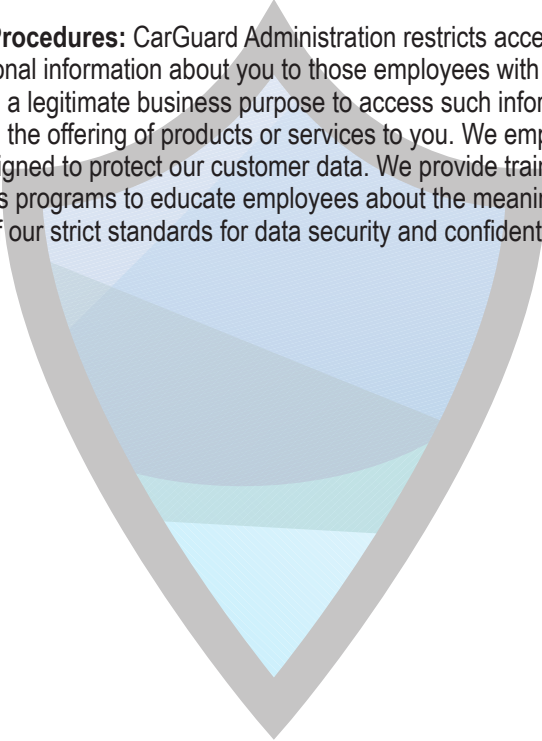 Procedures: CarGuard Administration restricts acce
onal information about you to those employees with
a legitimate business purpose to access such infor
the offering of products or services to you. We emp
igned to protect our customer data. We provide train
s programs to educate employees about the meanin
f our strict standards for data security and confident